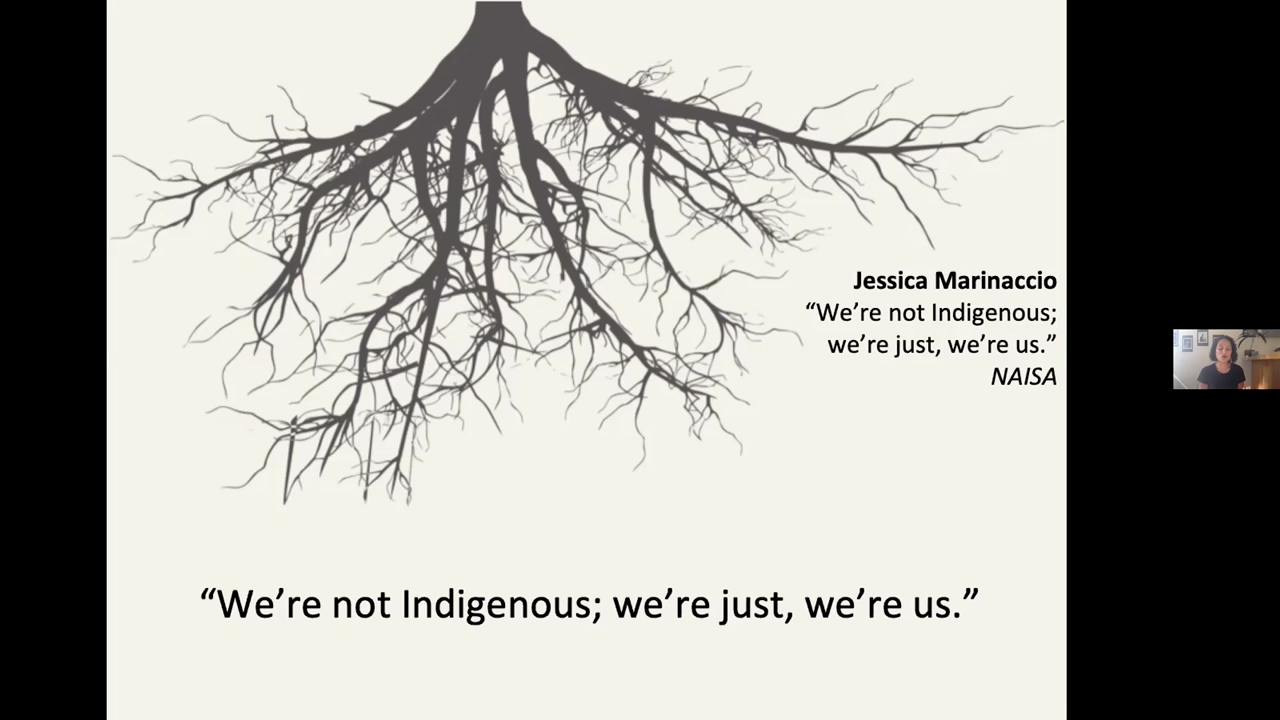 Jessica Marinaccio
“We’re not Indigenous;
we’re just, we’re us.”
NAISA
“We’re not Indigenous; we’re just, we’re us.”